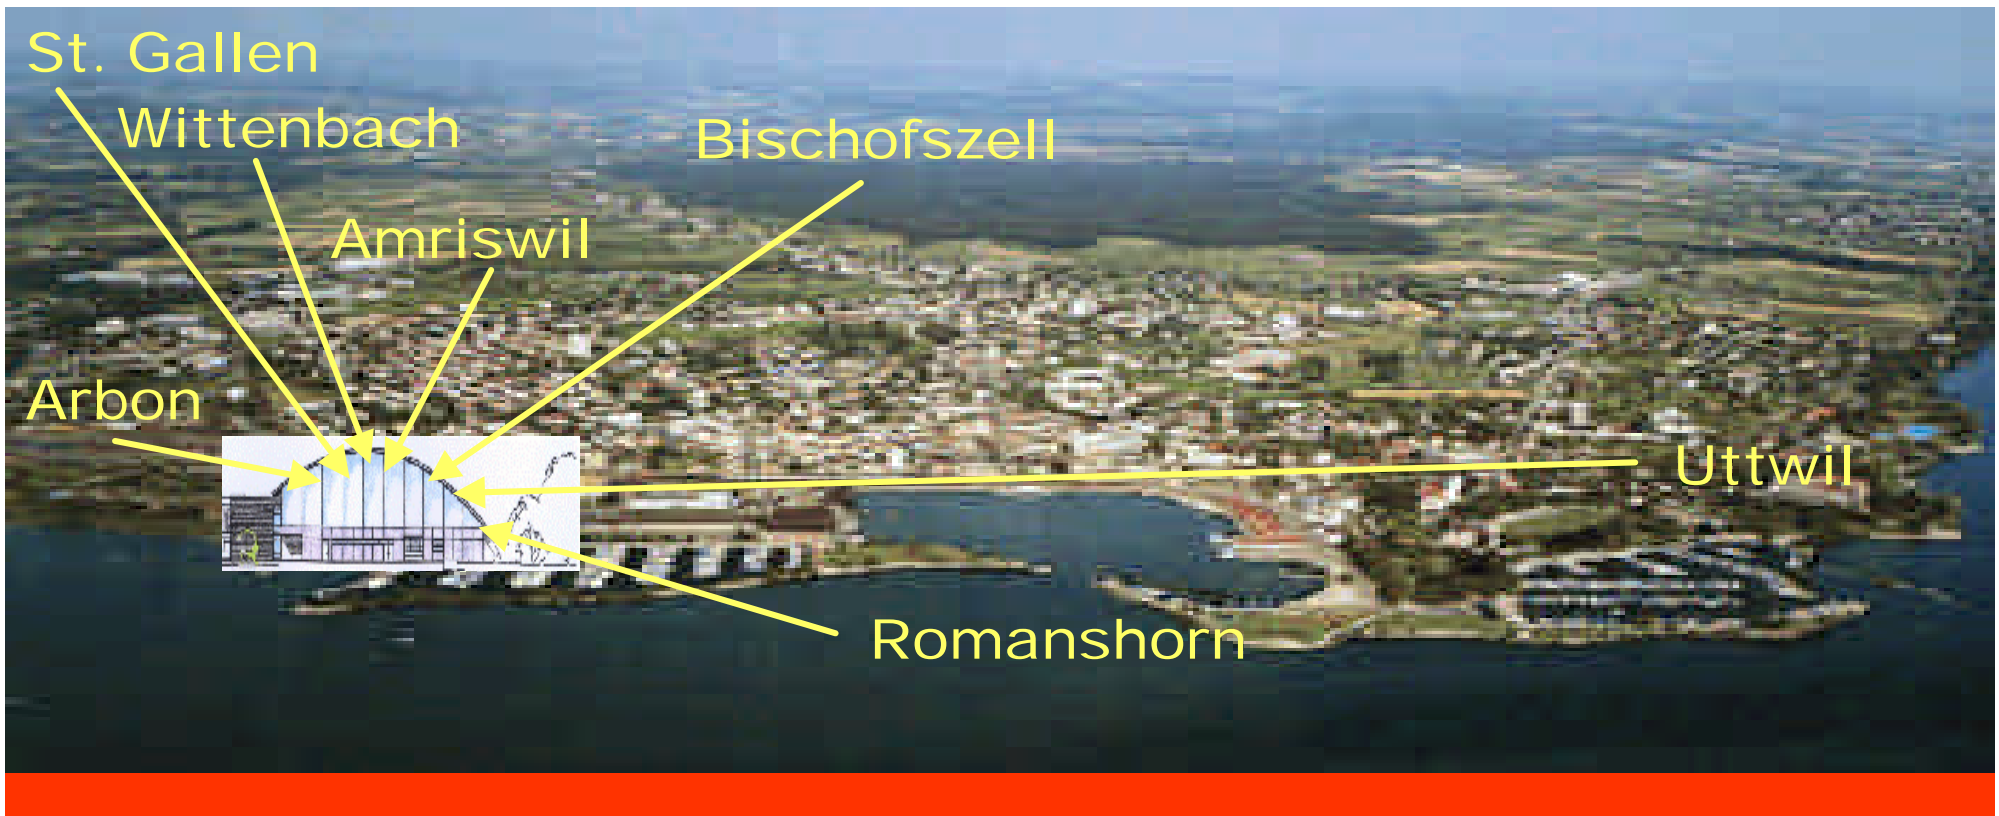 St. Gallen
Wittenbach
Bischofszell
Amriswil
Arbon
Uttwil
Romanshorn